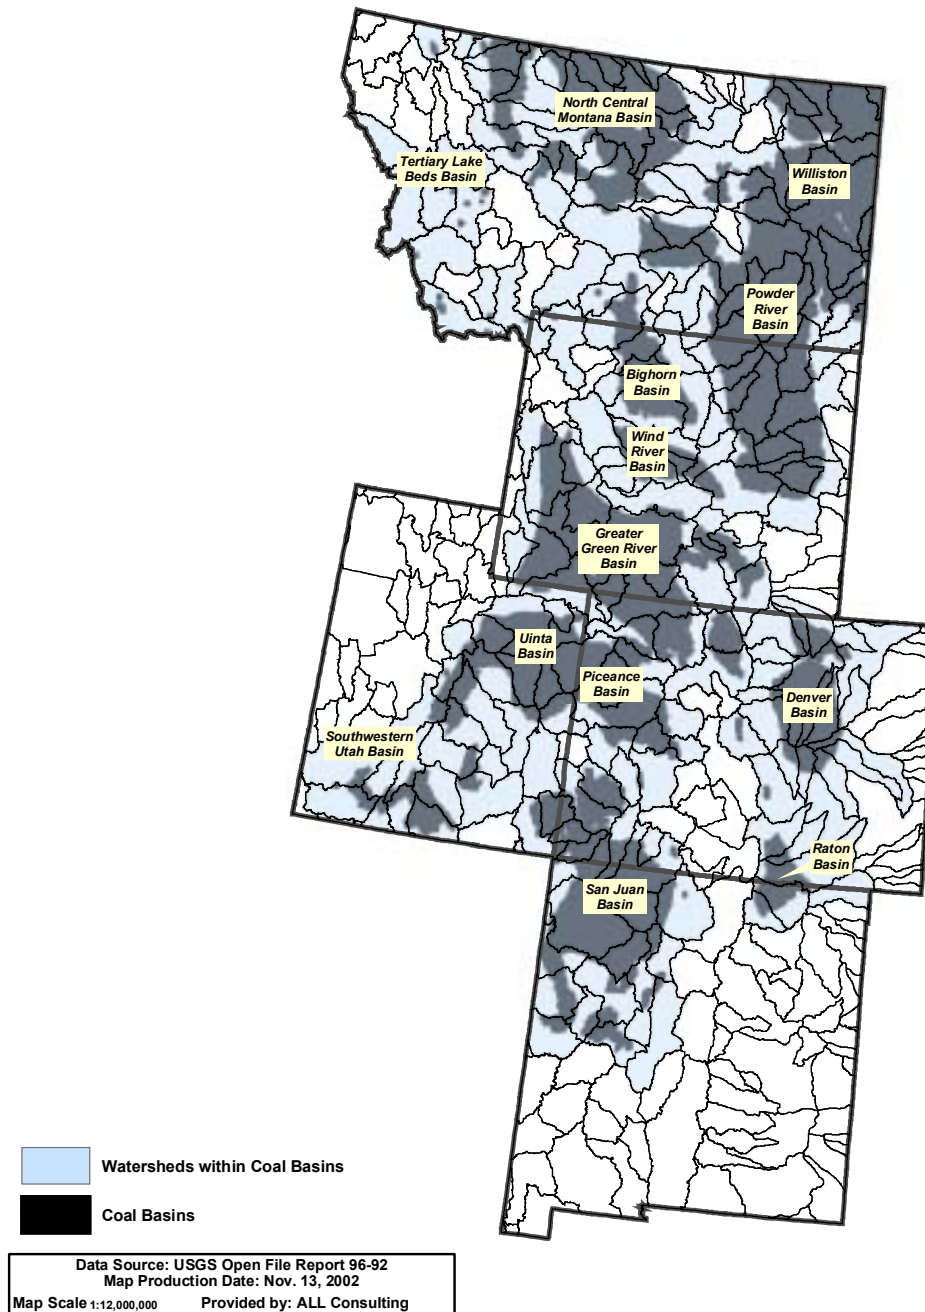 North Central
Montana Basin
Tertiary Lake
Beds Basin
Williston
Basin
Powder
River
Basin
Bighorn
Basin
Wind
River
Basin
Greater
Green River
Basin
Uinta
Basin
Piceance
Basin
Denver
Basin
Southwestern
Utah Basin
Raton
Basin
San Juan
Basin
Watersheds within Coal Basins
Coal Basins
Data Source: USGS Open File Report 96-92
Map Production Date: Nov. 13, 2002
Map Scale 1:12,000,000 Provided by: ALL Consulting